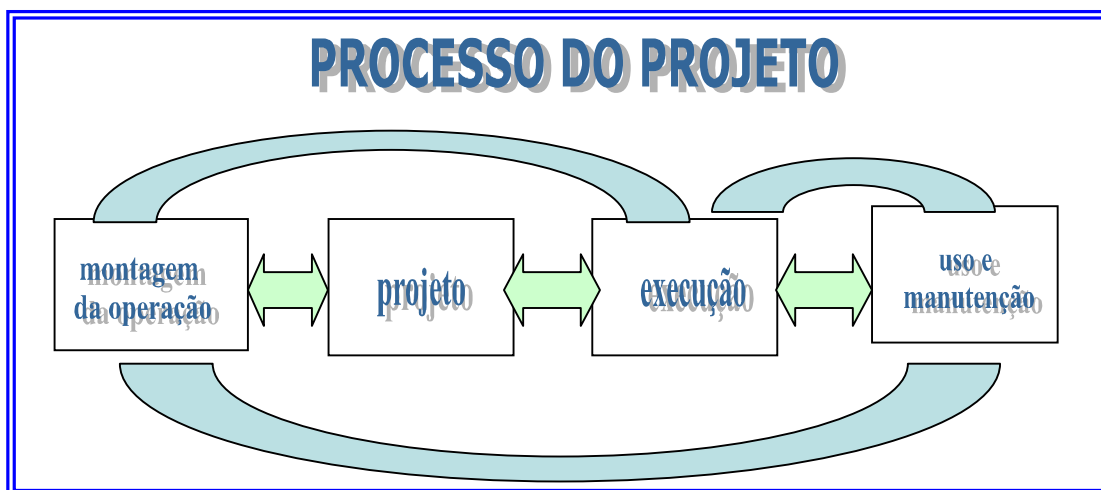 PROCESSO DO PROJETO
montagem
da operação
projeto
execução
uso e
manutenção